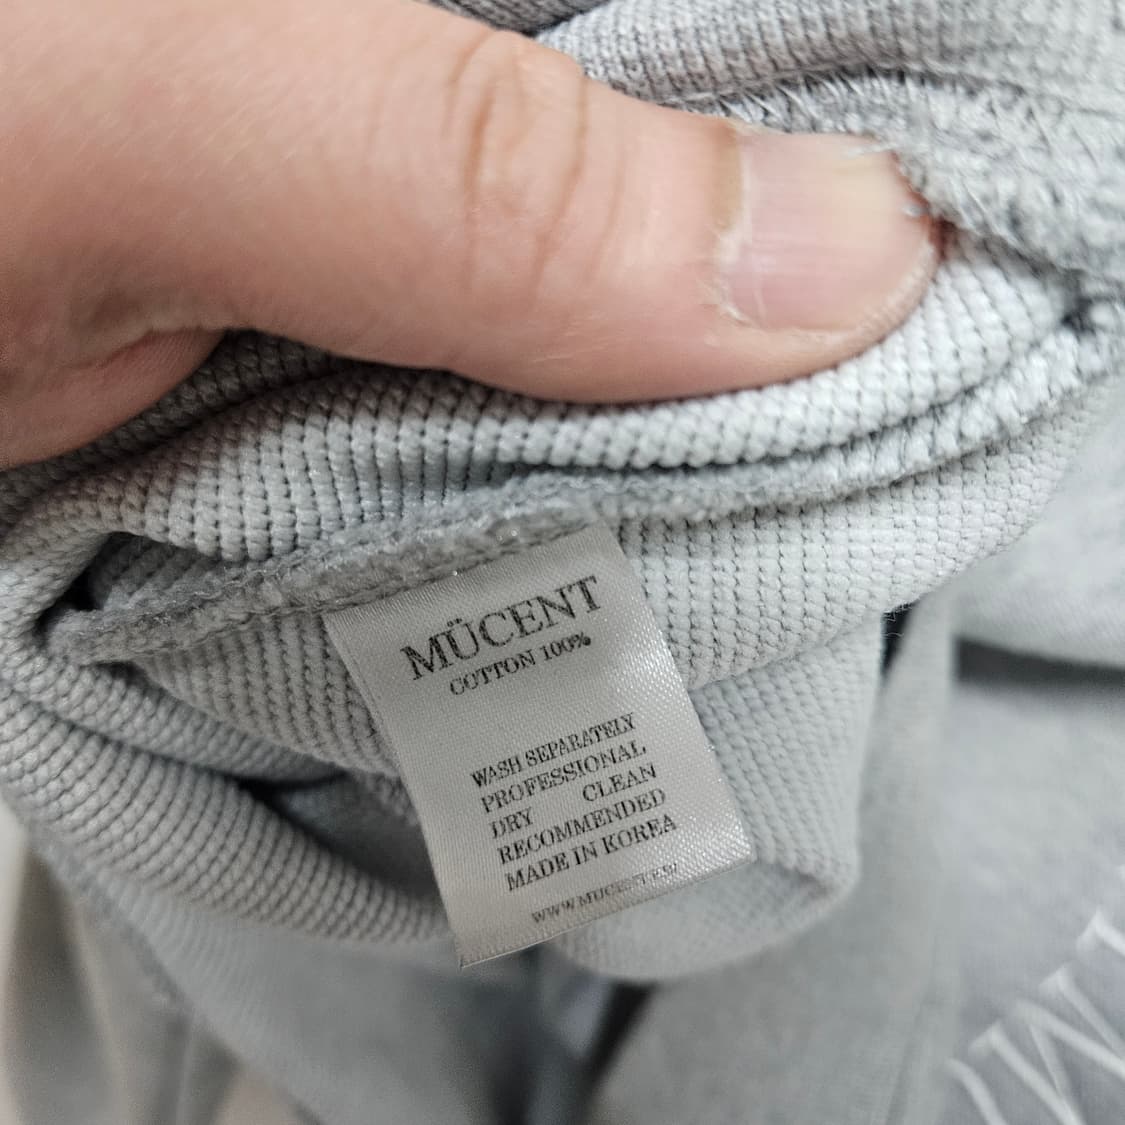 MÜCENT
COTTON 100%
WASH SEPARATELY
PROFESSIONAL
DRY CLEAN
RECOMMENDED
MADE IN KOREA